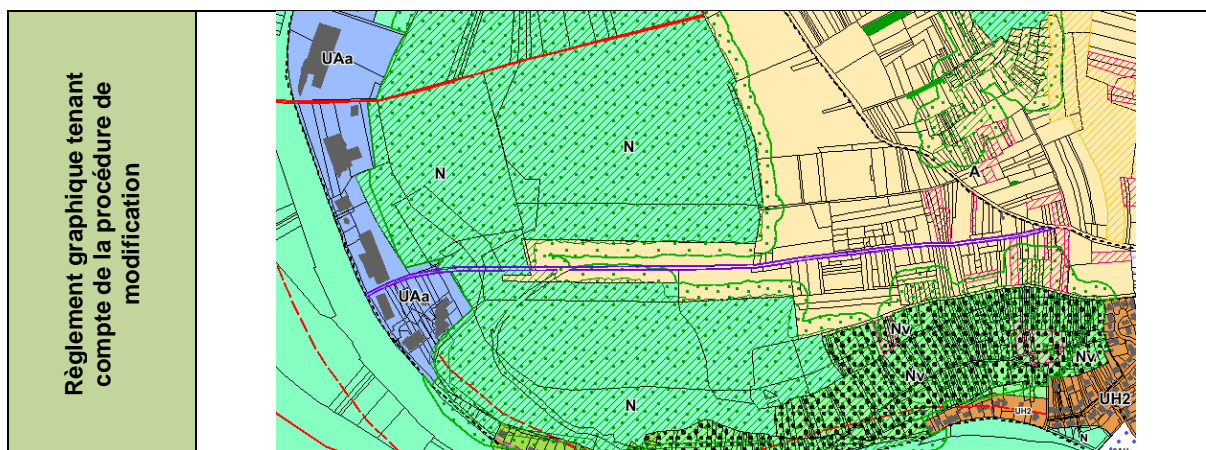 Règlement graphique tenant
compte de la procédure de
modification
UAa
N
N
A
UAa
Nv
Nv
Nv
N
UH2
UH2
N